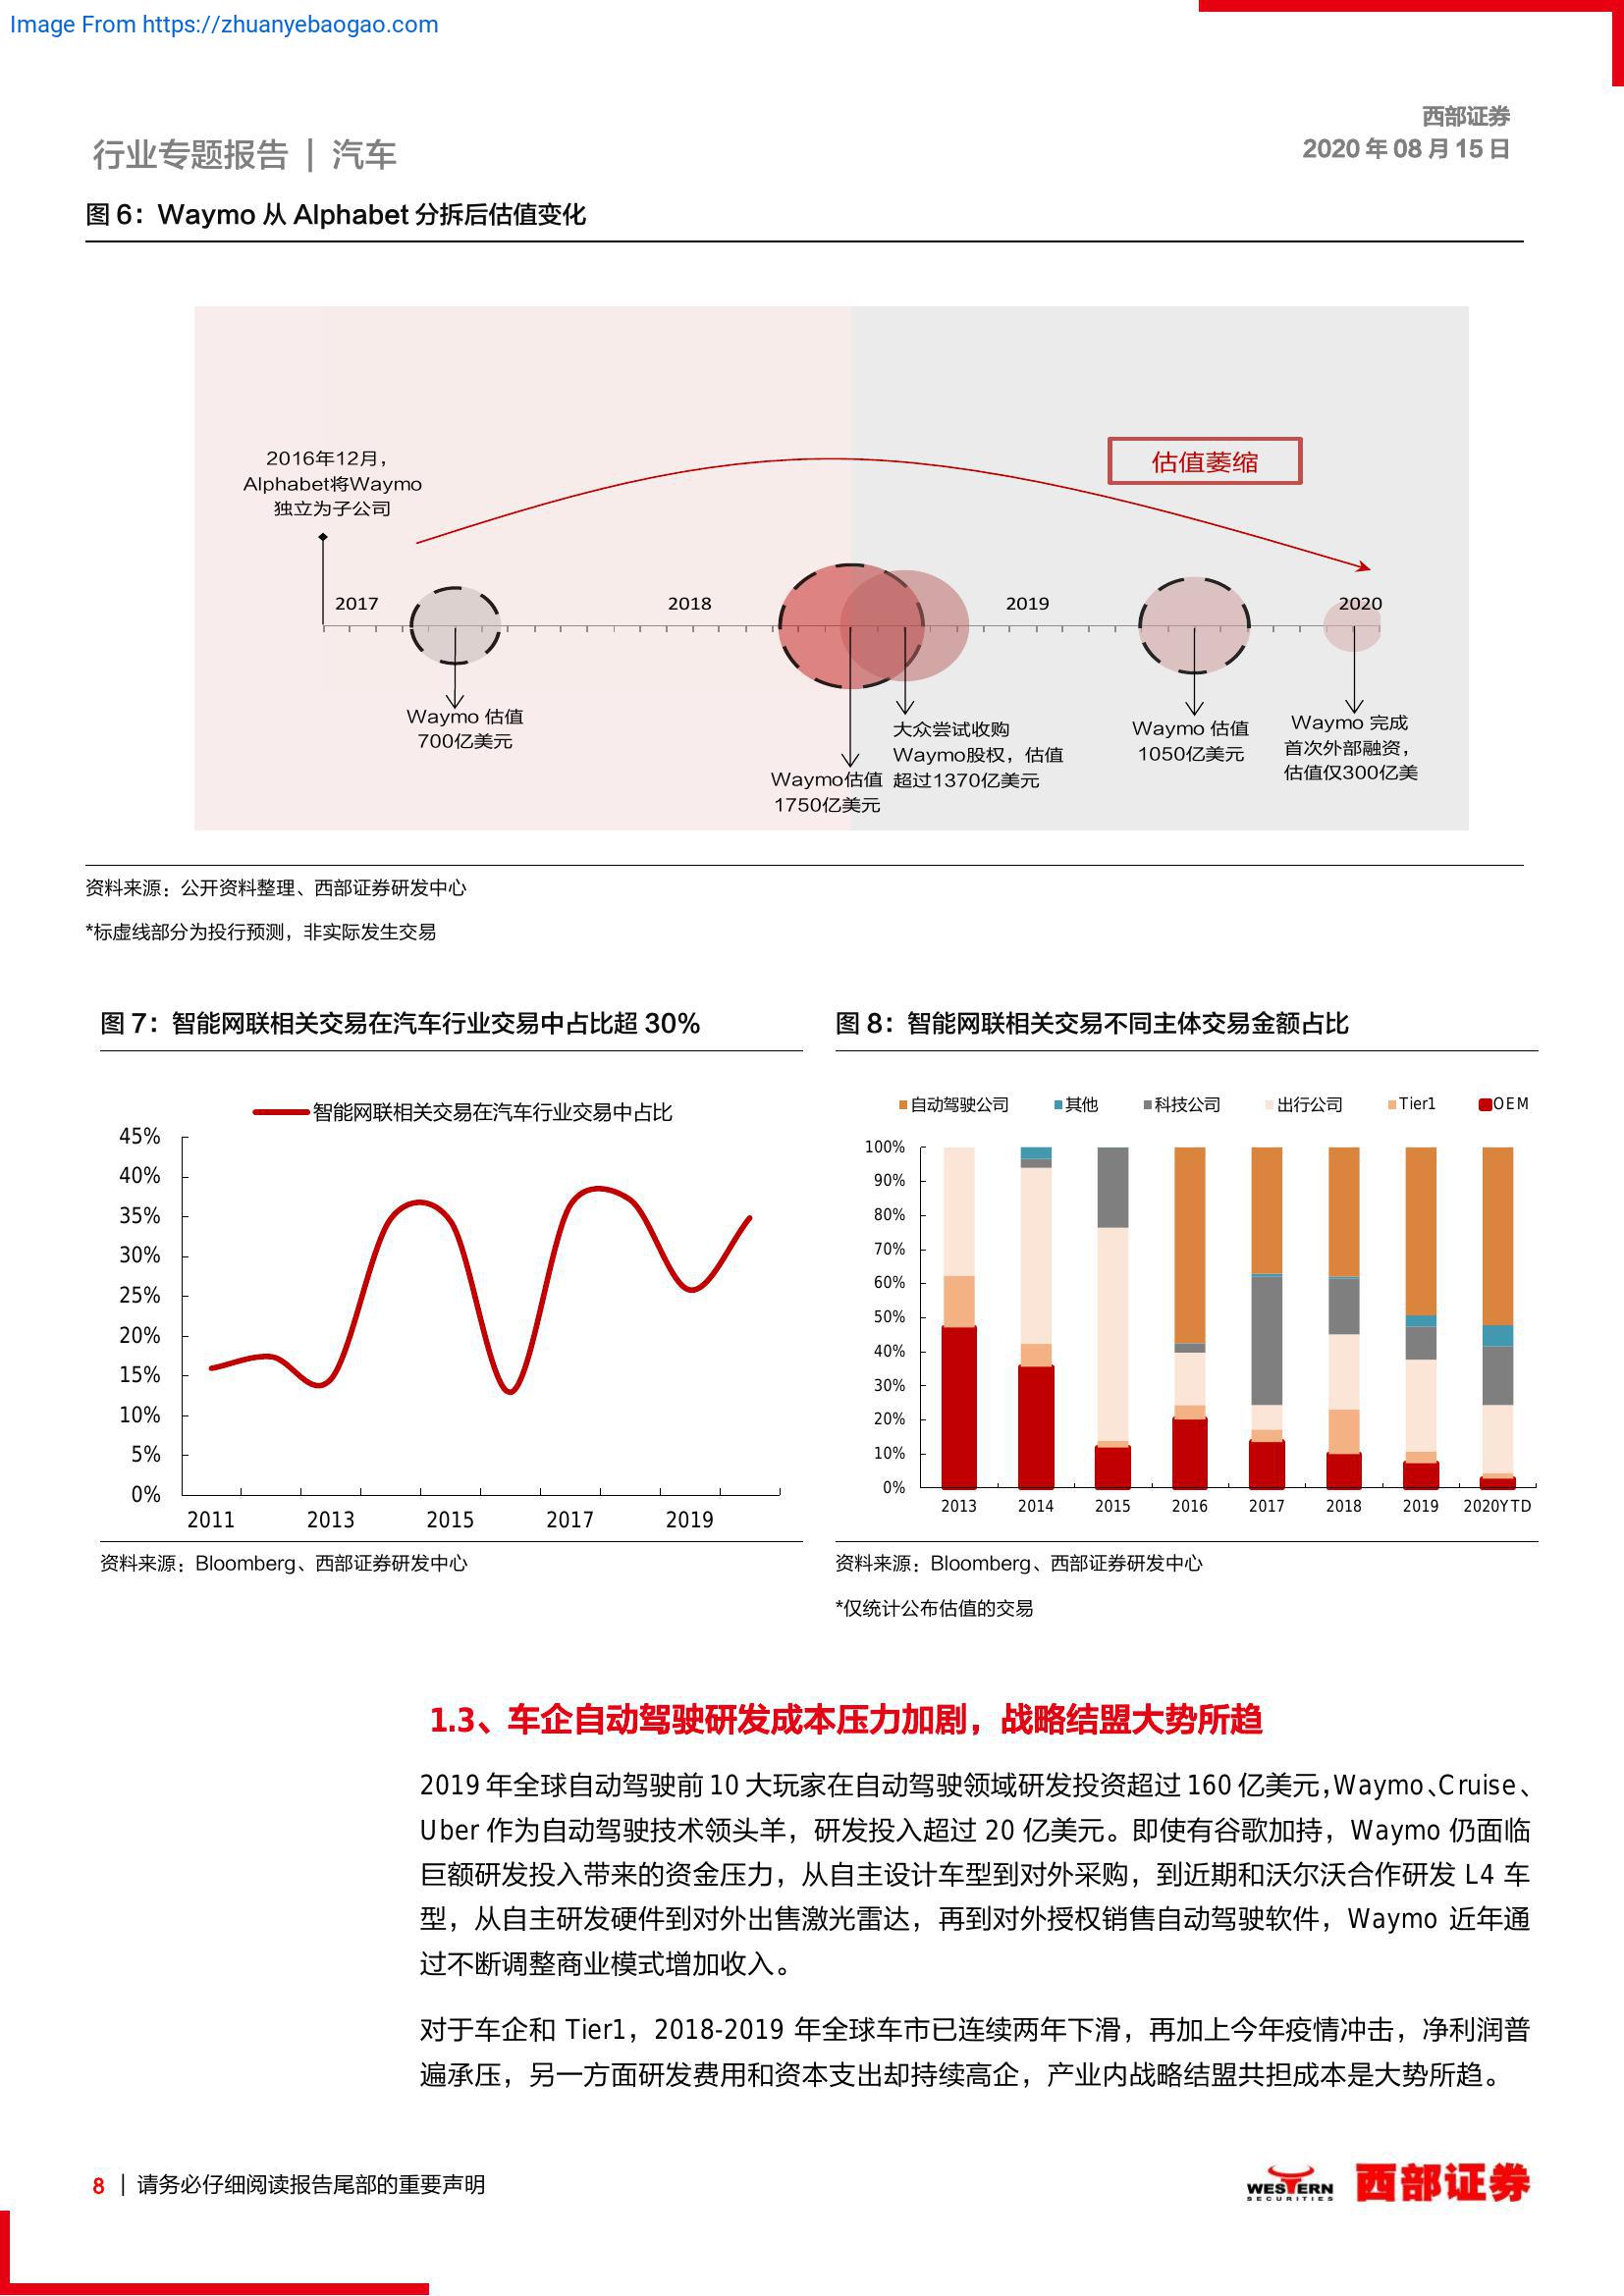 Image From https://zhuanyebaogao.com
西部证券
2020 年 08 月 15 日
行业专题报告 | 汽车
图 6：Waymo 从 Alphabet 分拆后估值变化
2016年12月，
Alphabet将Waymo
独立为子公司
估值萎缩
2017
2018
2019
2020
Waymo 估值
700亿美元
Waymo估值
1750亿美元
大众尝试收购
Waymo股权，估值
超过1370亿美元
Waymo 估值
1050亿美元
Waymo 完成
首次外部融资，
估值仅300亿美
资料来源：公开资料整理、西部证券研发中心
*标虚线部分为投行预测，非实际发生交易
图 7：智能网联相关交易在汽车行业交易中占比超 30%
智能网联相关交易在汽车行业交易中占比
45%
40%
35%
30%
25%
20%
15%
10%
5%
0%
2011 2013 2015 2017 2019
资料来源：Bloomberg、西部证券研发中心
图 8：智能网联相关交易不同主体交易金额占比
自动驾驶公司 其他 科技公司 出行公司 Tier1 OEM
100%
90%
80%
70%
60%
50%
40%
30%
20%
10%
0%
2013 2014 2015 2016 2017 2018 2019 2020YTD
资料来源：Bloomberg、西部证券研发中心
*仅统计公布估值的交易
1.3、车企自动驾驶研发成本压力加剧，战略结盟大势所趋
2019 年全球自动驾驶前 10 大玩家在自动驾驶领域研发投资超过 160 亿美元，Waymo、Cruise、
Uber 作为自动驾驶技术领头羊，研发投入超过 20 亿美元。即使有谷歌加持，Waymo 仍面临
巨额研发投入带来的资金压力，从自主设计车型到对外采购，到近期和沃尔沃合作研发 L4 车
型，从自主研发硬件到对外出售激光雷达，再到对外授权销售自动驾驶软件，Waymo 近年通
过不断调整商业模式增加收入。
对于车企和 Tier1，2018-2019 年全球车市已连续两年下滑，再加上今年疫情冲击，净利润普
遍承压，另一方面研发费用和资本支出却持续高企，产业内战略结盟共担成本是大势所趋。
8 | 请务必仔细阅读报告尾部的重要声明
WESTERN
SECURITIES
西部证券